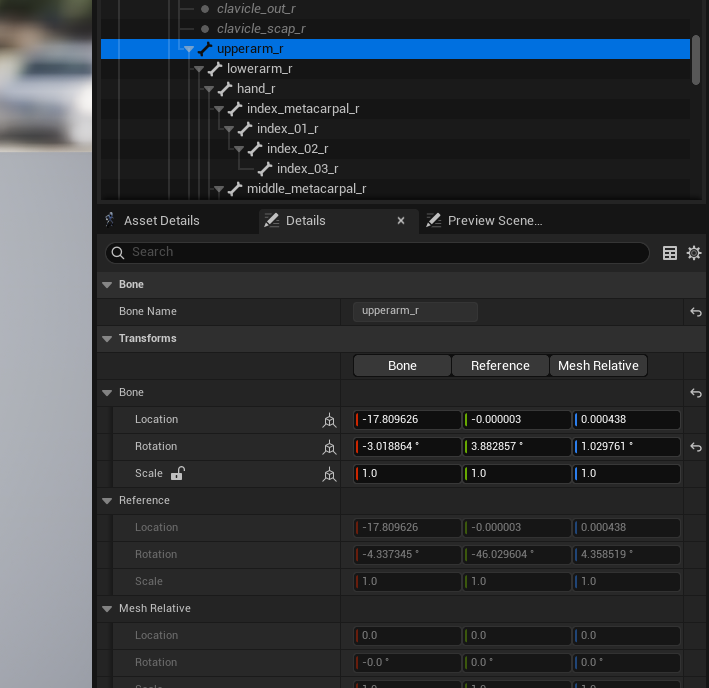 clavicle_out_r
clavicle_scap_r
upperarm_r
lowerarm_r
hand_r
index_metacarpal_r
index_01_r
index_02_r
index_03_r
middle_metacarpal_r
Asset Details Details × Preview Scene...
Search
Bone
Bone Name upperarm_r
Transforms
Bone Reference Mesh Relative
Bone
Location -17.809626 -0.000003 0.000438
Rotation -3.018864 ° 3.882857 ° 1.029761 °
Scale 1.0 1.0 1.0
Reference
Location -17.809626 -0.000003 0.000438
Rotation -4.337345 ° -46.029604 ° 4.358519 °
Scale 1.0 1.0 1.0
Mesh Relative
Location 0.0 0.0 0.0
Rotation -0.0 ° 0.0 ° 0.0 °
Scale 1.0 1.0 1.0